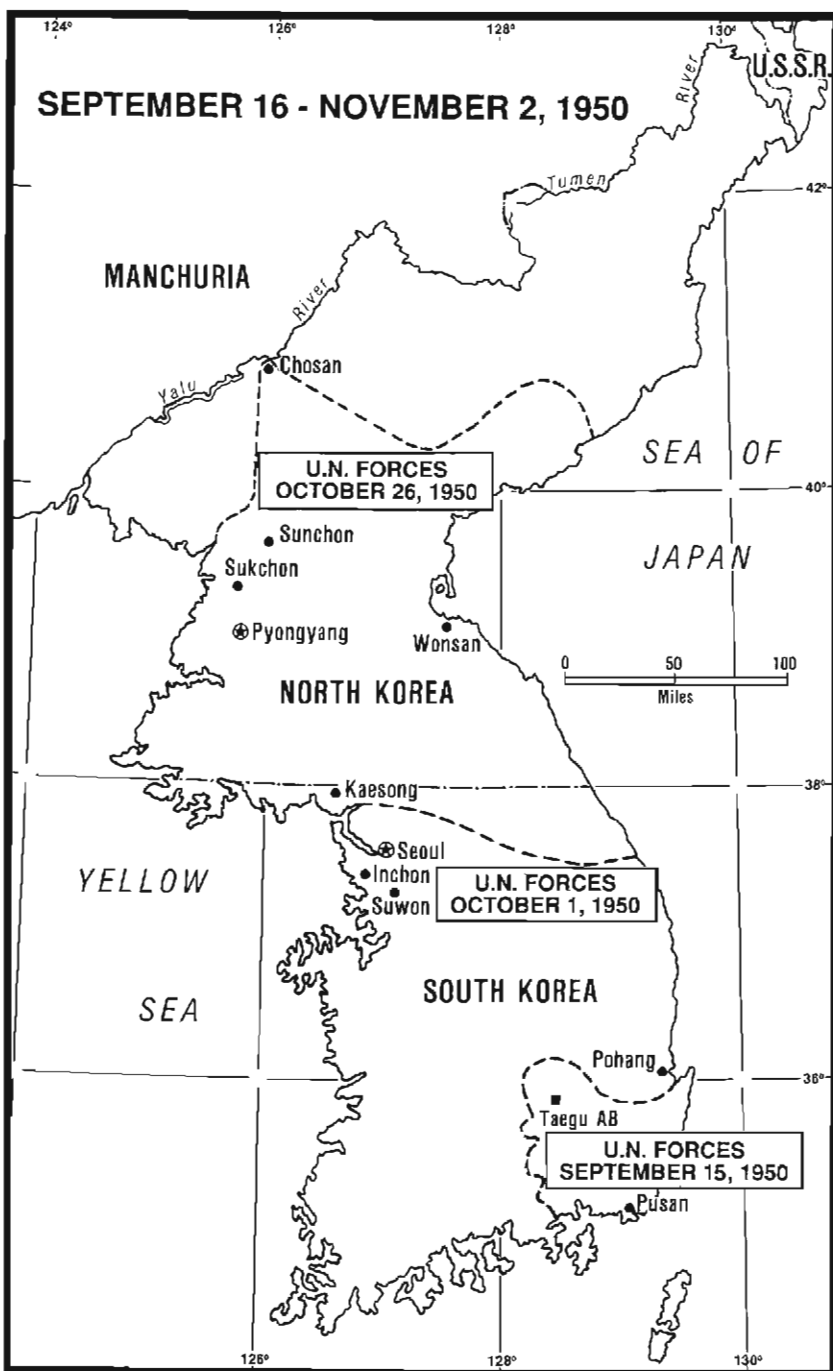 124°
126°
128°
130°
U.S.S.R.
SEPTEMBER 16 - NOVEMBER 2, 1950
River
Tumen
42°
MANCHURIA
River
Yalu
Chosan
SEA OF
U.N. FORCES
OCTOBER 26, 1950
40°
Sunchon
JAPAN
Sukchon
Pyongyang
Wonsan
0 50 100
Miles
NORTH KOREA
Kaesong
38°
Seoul
YELLOW
Inchon
U.N. FORCES
OCTOBER 1, 1950
Suwon
SOUTH KOREA
SEA
Pohang
36°
Taegu AB
U.N. FORCES
SEPTEMBER 15, 1950
Pusan
126°
128°
130°